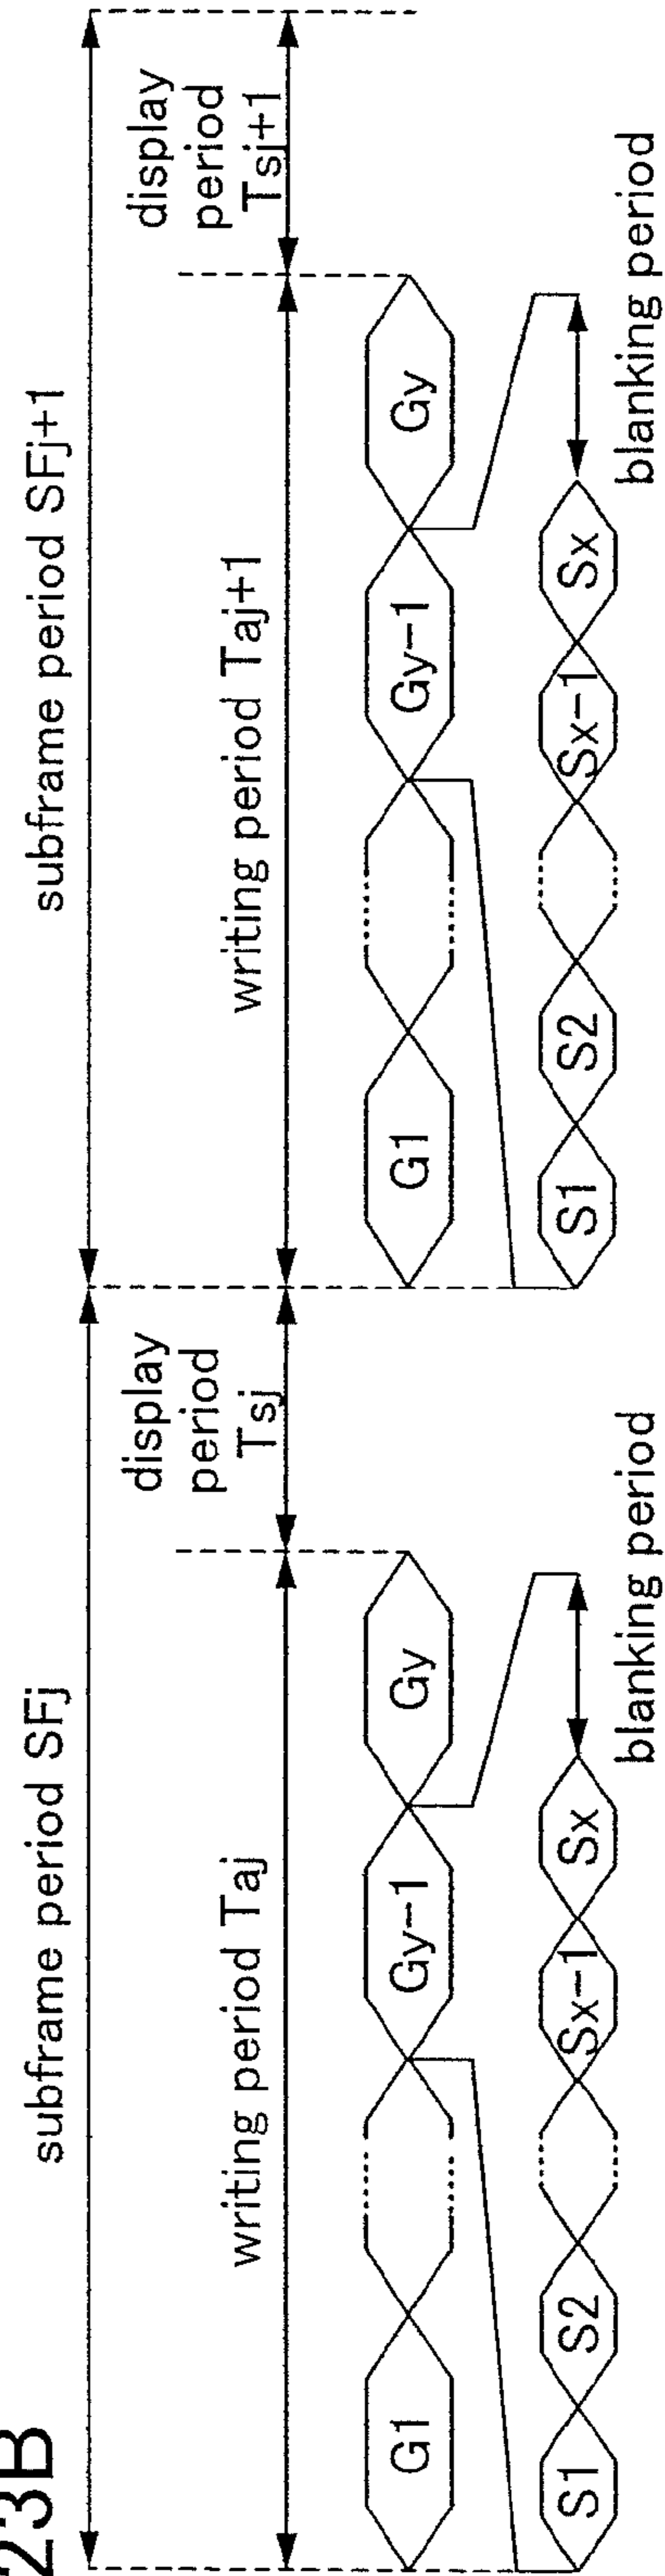 23B
subframe period SFj
subframe period SFj+1
writing period Taj
display
period
Tsj
writing period Taj+1
display
period
Tsj+1
G1
Gy-1
Gy
G1
Gy-1
Gy
S1
S2
Sx-1
Sx
S1
S2
Sx-1
Sx
blanking period
blanking period